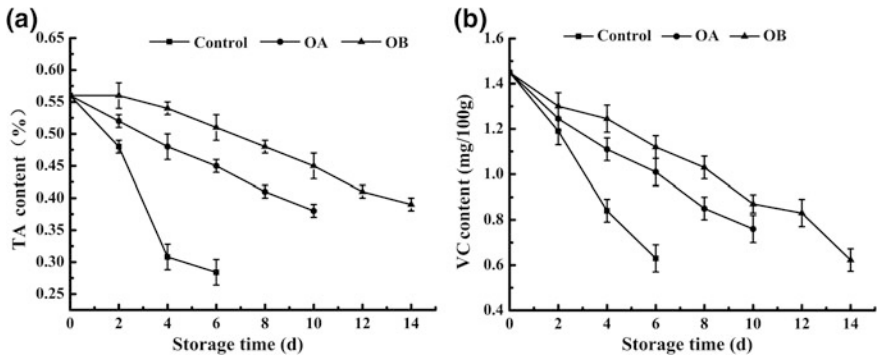 (a)
Control OA OB
TA content (%)
0.65
0.60
0.55
0.50
0.45
0.40
0.35
0.30
0.25
0 2 4 6 8 10 12 14
Storage time (d)
(b)
Control OA OB
VC content (mg/100g)
1.6
1.4
1.2
1.0
0.8
0.6
0.4
0 2 4 6 8 10 12 14
Storage time (d)